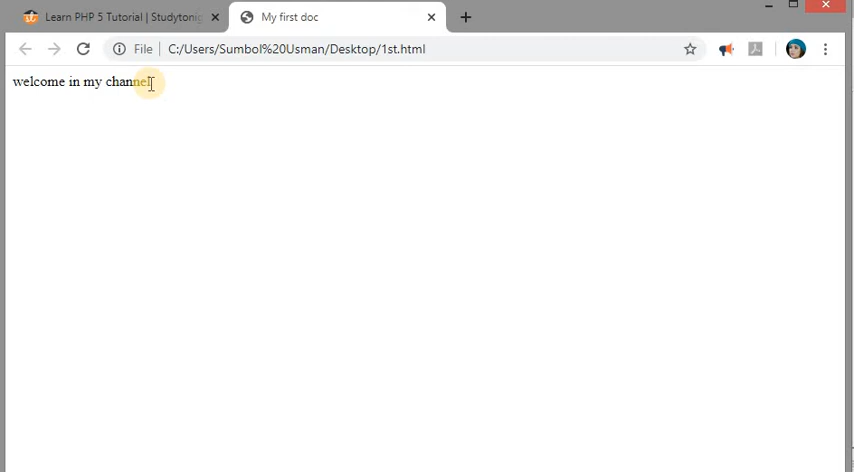 Learn PHP 5 Tutorial | Studytonig
My first doc
File
C:/Users/Sumbol%20Usman/Desktop/1st.html
welcome in my channel